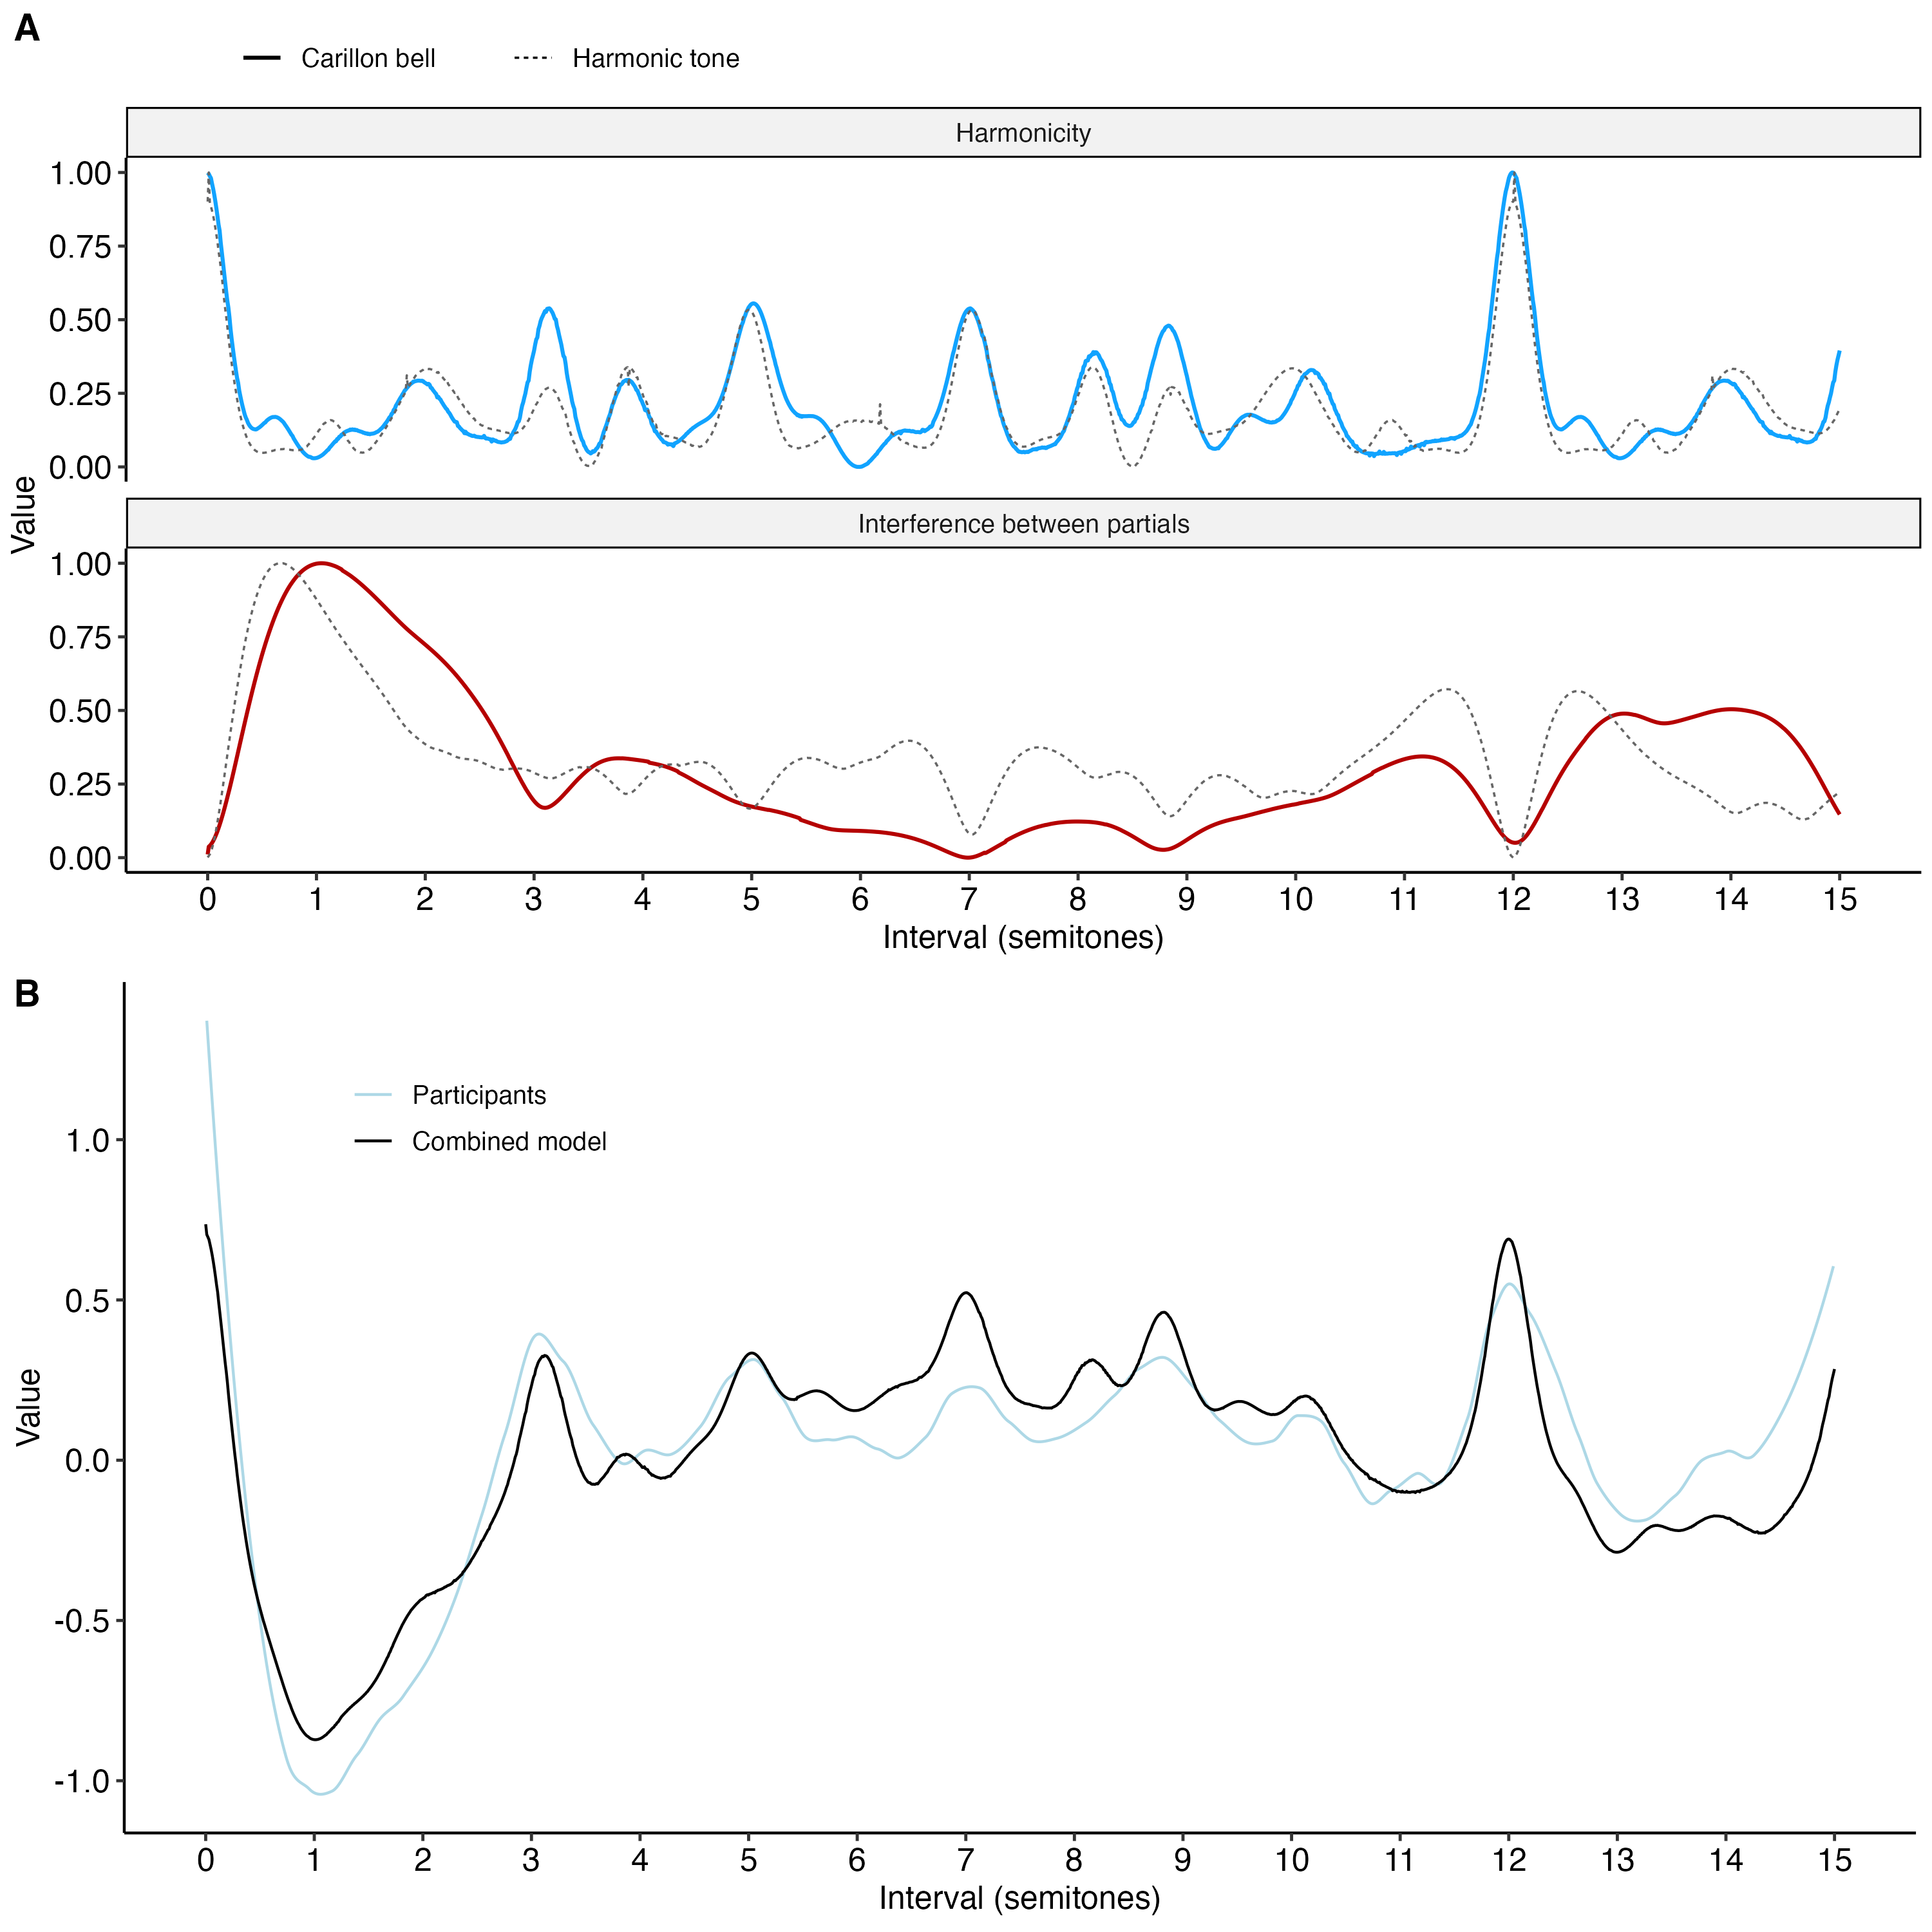 A
Carillon bell Harmonic tone
Harmonicity
1.00
0.75
0.50
0.25
0.00
Value
Interference between partials
1.00
0.75
0.50
0.25
0.00
0 1 2 3 4 5 6 7 8 9 10 11 12 13 14 15
Interval (semitones)
B
Participants
Combined model
1.0
0.5
0.0
-0.5
-1.0
Value
0 1 2 3 4 5 6 7 8 9 10 11 12 13 14 15
Interval (semitones)